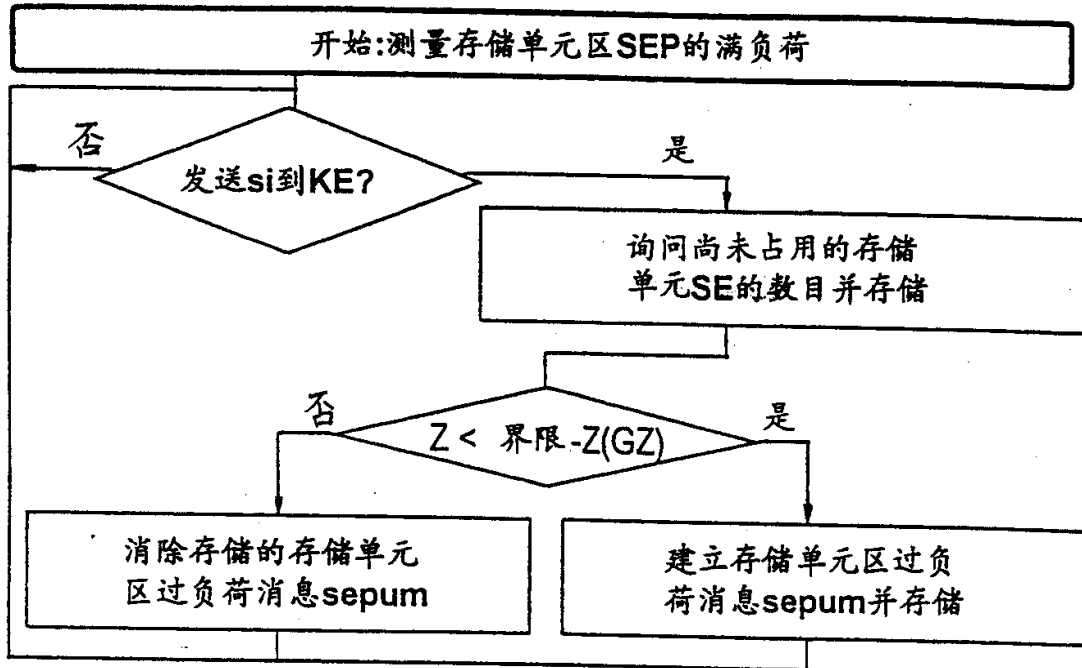 开始:测量存储单元区SEP的满负荷
否
是
发送si到KE?
询问尚未占用的存储
单元SE的数目并存储
否
是
Z < 界限-Z(GZ)
消除存储的存储单元
区过负荷消息sepum
建立存储单元区过负
荷消息sepum并存储